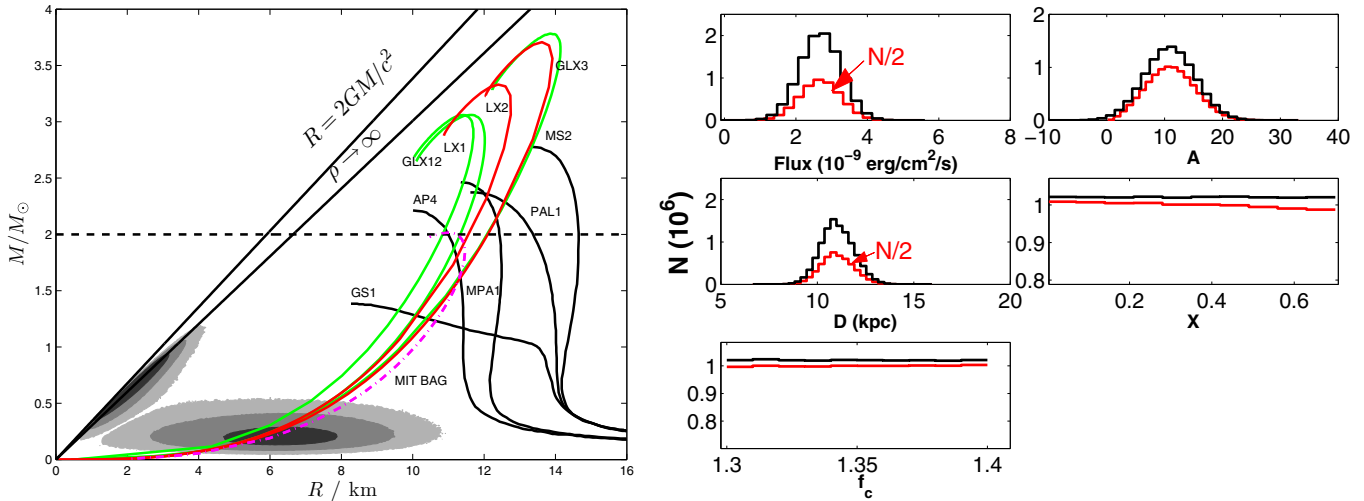 M/M⊙
4
3.5
3
2.5
2
1.5
1
0.5
0
R = 2GM/c²
ρ → ∞
GLX3
LX2
MS2
LX1
GLX12
AP4
PAL1
GS1
MPA1
MIT BAG
0 2 4 6 8 10 12 14 16
R / km
N (10⁶)
2
1
0
N/2
0 2 4 6 8
Flux (10⁻⁹ erg/cm²/s)
2
1
0
−10 0 10 20 30 40
A
2
1
0
N/2
5 10 15 20
D (kpc)
1
0.9
0.8
0.2 0.4 0.6
X
1
0.9
0.8
1.3 1.35 1.4
f_c